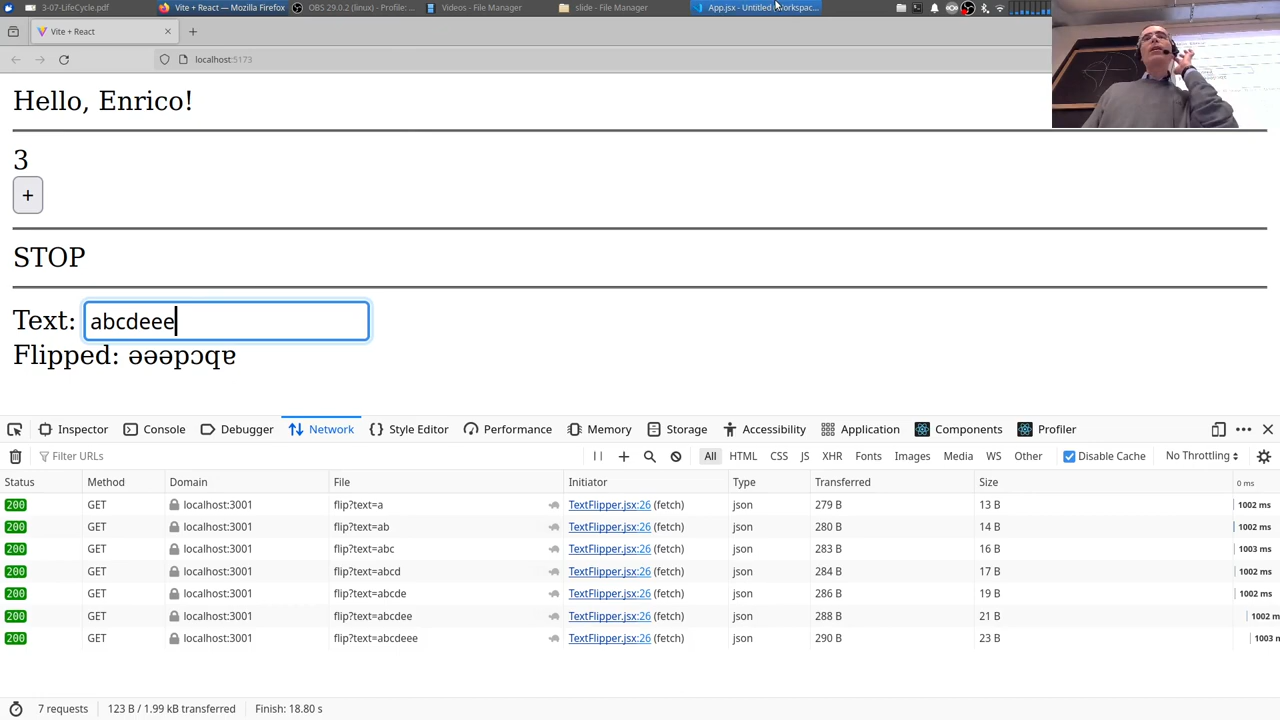 3-07-LifeCycle.pdf
Vite + React — Mozilla Firefox
OBS 29.0.2 (linux) - Profile: ...
Videos - File Manager
slide - File Manager
App.jsx - Untitled (Workspac...
Vite + React
localhost:5173
Hello, Enrico!
3
+
STOP
Text: abcdeee
Flipped: ǝǝǝpɔqɐ
Inspector Console Debugger Network Style Editor Performance Memory Storage Accessibility Application Components Profiler
Filter URLs All HTML CSS JS XHR Fonts Images Media WS Other Disable Cache No Throttling
Status Method Domain File Initiator Type Transferred Size 0 ms
200 GET localhost:3001 flip?text=a TextFlipper.jsx:26 (fetch) json 279 B 13 B 1002 ms
200 GET localhost:3001 flip?text=ab TextFlipper.jsx:26 (fetch) json 280 B 14 B 1002 ms
200 GET localhost:3001 flip?text=abc TextFlipper.jsx:26 (fetch) json 283 B 16 B 1003 ms
200 GET localhost:3001 flip?text=abcd TextFlipper.jsx:26 (fetch) json 284 B 17 B 1002 ms
200 GET localhost:3001 flip?text=abcde TextFlipper.jsx:26 (fetch) json 286 B 19 B 1002 ms
200 GET localhost:3001 flip?text=abcdee TextFlipper.jsx:26 (fetch) json 288 B 21 B 1002 m
200 GET localhost:3001 flip?text=abcdeee TextFlipper.jsx:26 (fetch) json 290 B 23 B 1003 m
7 requests 123 B / 1.99 kB transferred Finish: 18.80 s